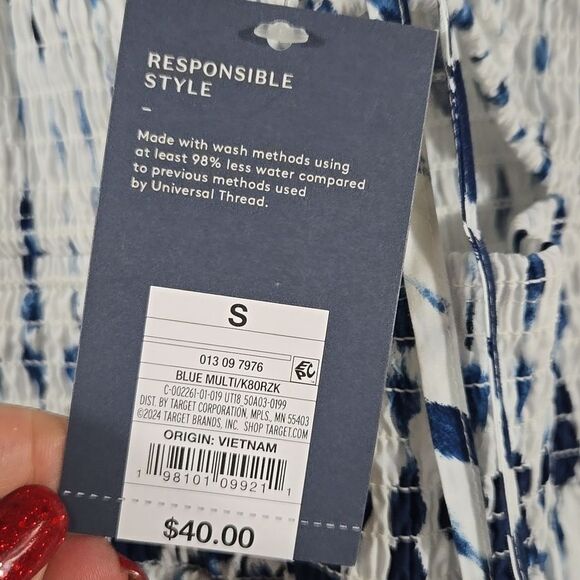 RESPONSIBLE
STYLE
-
Made with wash methods using
at least 98% less water compared
to previous methods used
by Universal Thread.
S
013 09 7976
BLUE MULTI/K80RZK
C-002261-01-019 UT18 50A03-0199
DIST. BY TARGET CORPORATION, MPLS., MN 55403
©2024 TARGET BRANDS, INC. SHOP TARGET.COM
ORIGIN: VIETNAM
1 98101 09921 1
$40.00